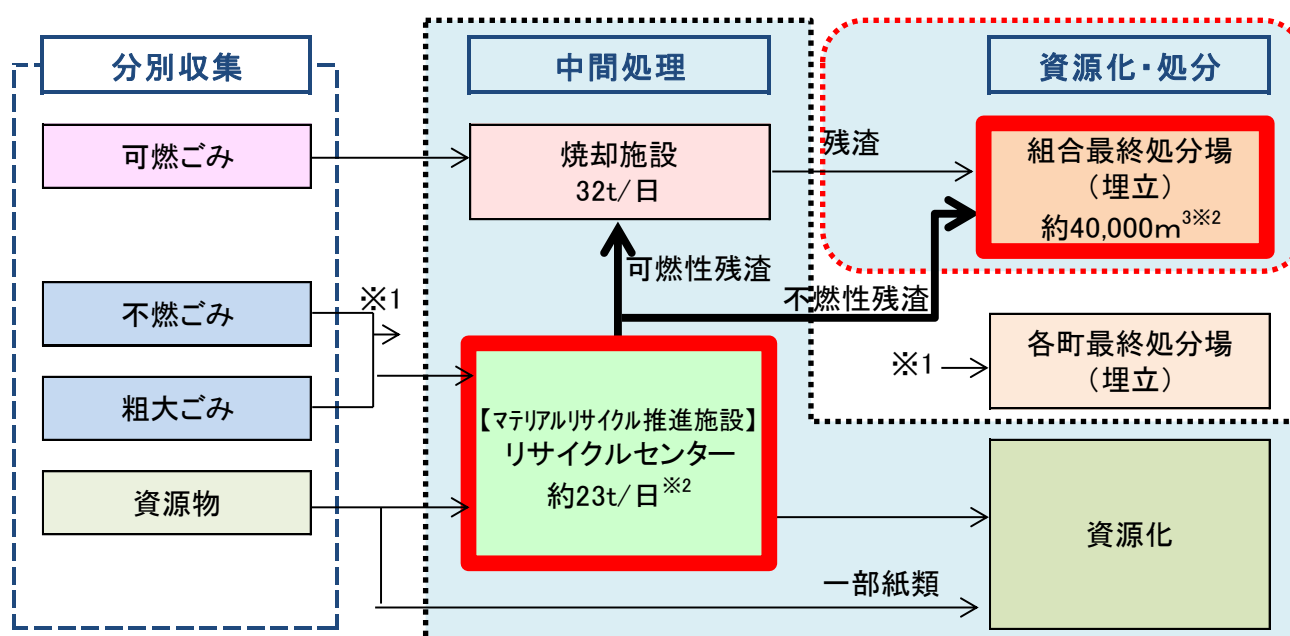 分別収集
中間処理
資源化・処分
可燃ごみ
焼却施設
32t/日
残渣
組合最終処分場
（埋立）
約40,000m³※2
可燃性残渣
不燃性残渣
不燃ごみ
※1
粗大ごみ
※1
各町最終処分場
（埋立）
【マテリアルリサイクル推進施設】
リサイクルセンター
約23t/日※2
資源物
資源化
一部紙類